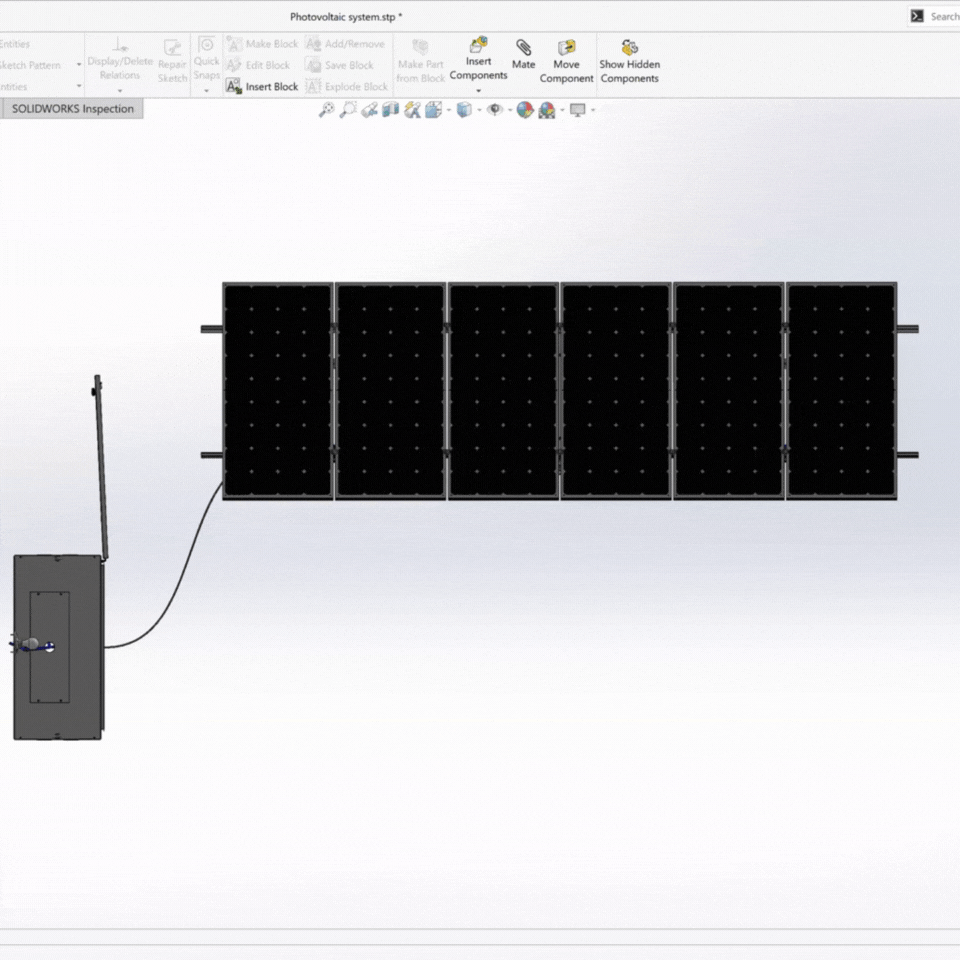 Photovoltaic system.stp *
Search
Entities
Sketch Pattern
ntities
Display/Delete
Relations
Repair
Sketch
Quick
Snaps
Make Block
Edit Block
Insert Block
Add/Remove
Save Block
Explode Block
Make Part
from Block
Insert
Components
Mate
Move
Component
Show Hidden
Components
SOLIDWORKS Inspection